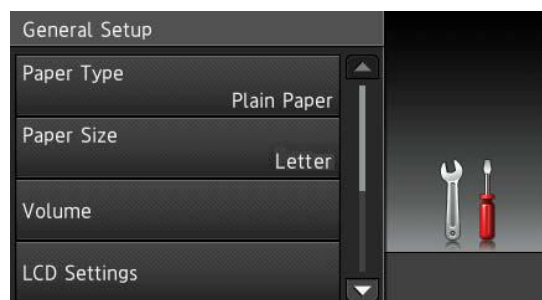 General Setup
Paper Type
Plain Paper
Paper Size
Letter
Volume
LCD Settings